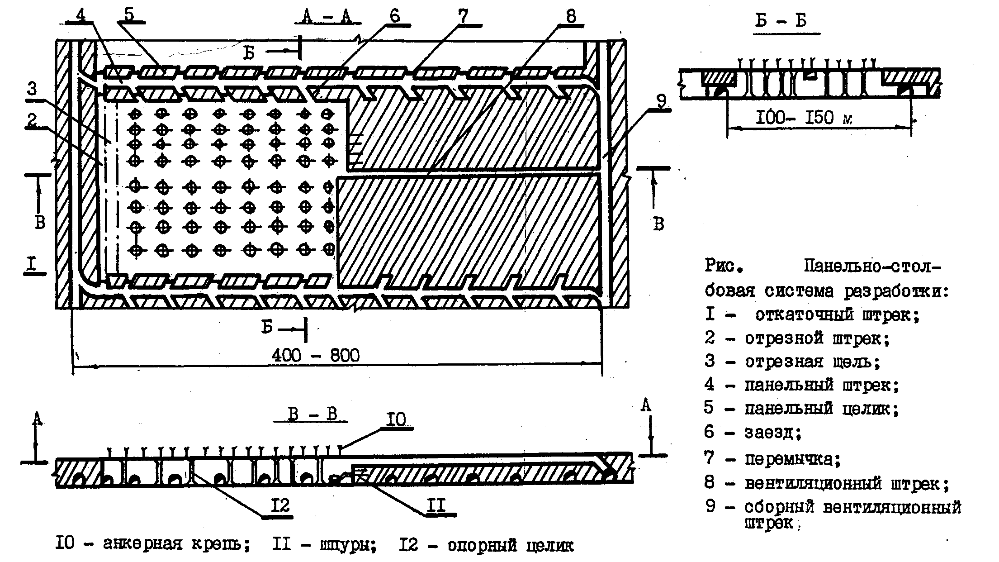 4
5
А - А
6
7
8
Б - Б
Б
3
2
9
100- 150 м
В
В
I
Рис. Панельно-стол-
бовая система разработки:
I - откаточный штрек;
2 - отрезной штрек;
3 - отрезная щель;
4 - панельный штрек;
5 - панельный целик;
6 - заезд;
7 - перемычка;
8 - вентиляционный штрек;
9 - сборный вентиляционный
штрек.
Б
400 - 800
А
В - В
I0
А
I2
II
I0 - анкерная крепь; II - шпуры; I2 - опорный целик